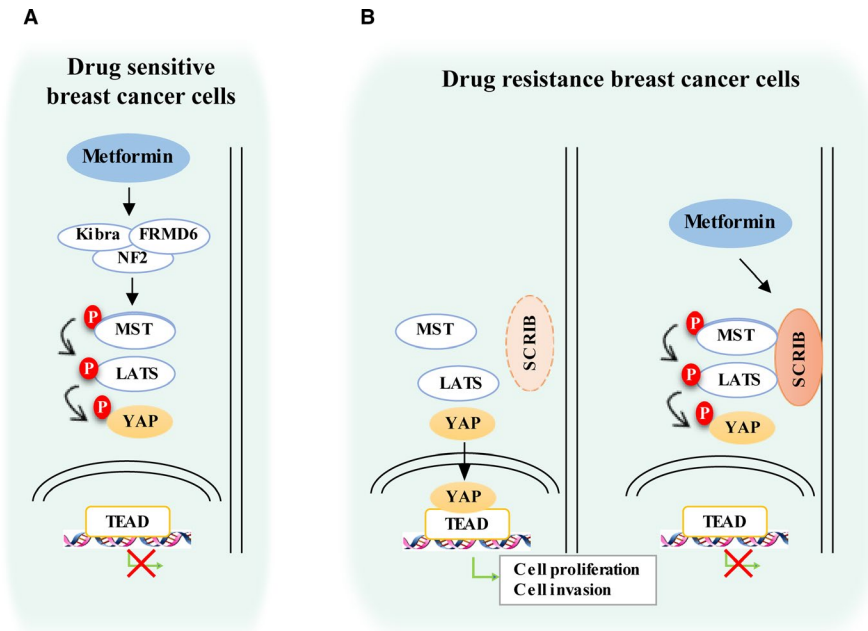 A
Drug sensitive
breast cancer cells
Metformin
Kibra
FRMD6
NF2
P
MST
P
LATS
P
YAP
TEAD
B
Drug resistance breast cancer cells
MST
SCRIB
LATS
YAP
YAP
TEAD
Cell proliferation
Cell invasion
Metformin
P
MST
SCRIB
P
LATS
P
YAP
TEAD